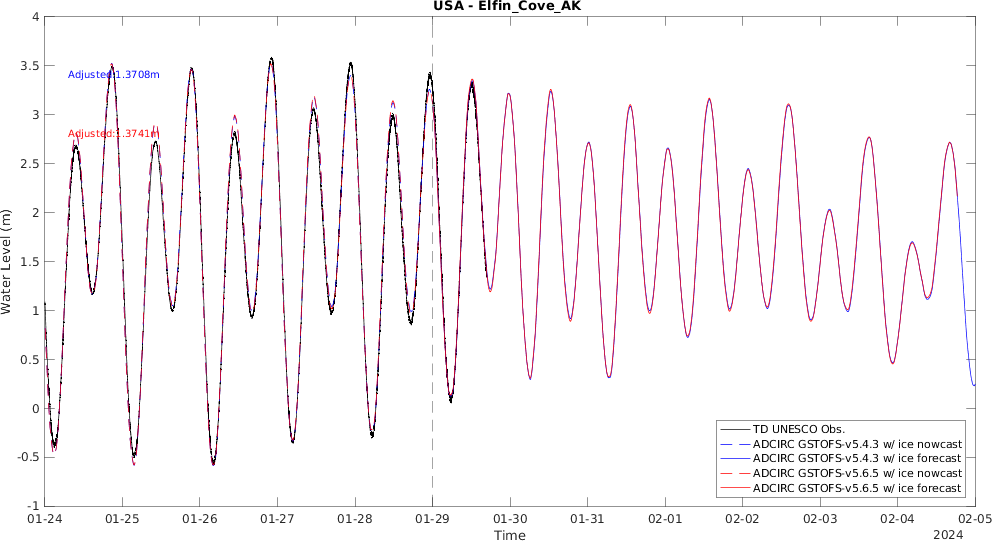 USA - Elfin_Cove_AK
4
3.5
3
2.5
2
1.5
1
0.5
0
-0.5
-1
Water Level (m)
Adjusted:1.3708m
Adjusted:1.3741m
TD UNESCO Obs.
ADCIRC GSTOFS-v5.4.3 w/ ice nowcast
ADCIRC GSTOFS-v5.4.3 w/ ice forecast
ADCIRC GSTOFS-v5.6.5 w/ ice nowcast
ADCIRC GSTOFS-v5.6.5 w/ ice forecast
01-24 01-25 01-26 01-27 01-28 01-29 01-30 01-31 02-01 02-02 02-03 02-04 02-05
Time
2024